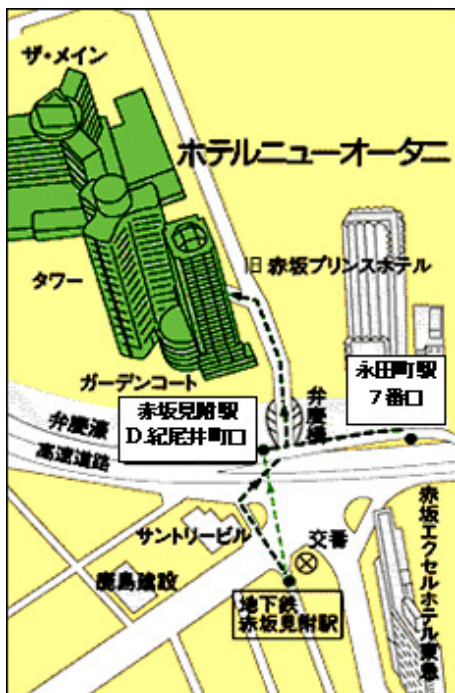 ザ・メイン
ホテルニューオータニ
旧 赤坂プリンスホテル
タワー
ガーデンコート
永田町駅
7番口
弁慶橋
赤坂見附駅
D.紀尾井町口
弁慶濠
高速道路
サントリービル
交番
鹿島建設
地下鉄
赤坂見附駅
赤坂エクセルホテル東急